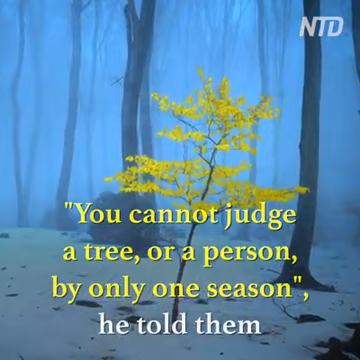 NTD
"You cannot judge
a tree, or a person,
by only one season",
he told them